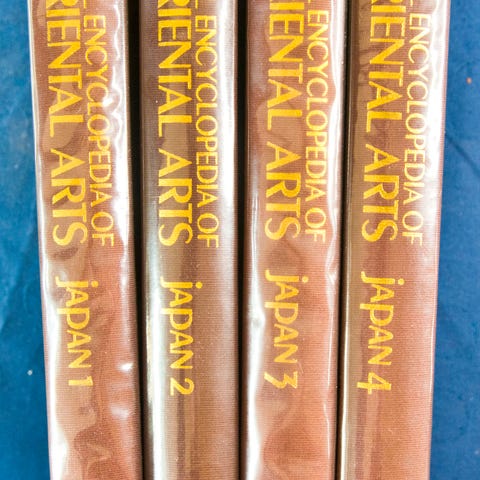 ENCYCLOPEDIA OF
RIENTAL ARTS
JAPAN 1
ENCYCLOPEDIA OF
RIENTAL ARTS
JAPAN 2
ENCYCLOPEDIA OF
IENTAL ARTS
JAPAN 3
ENCYCLOPEDIA OF
RIENTAL ARTS
JAPAN 4